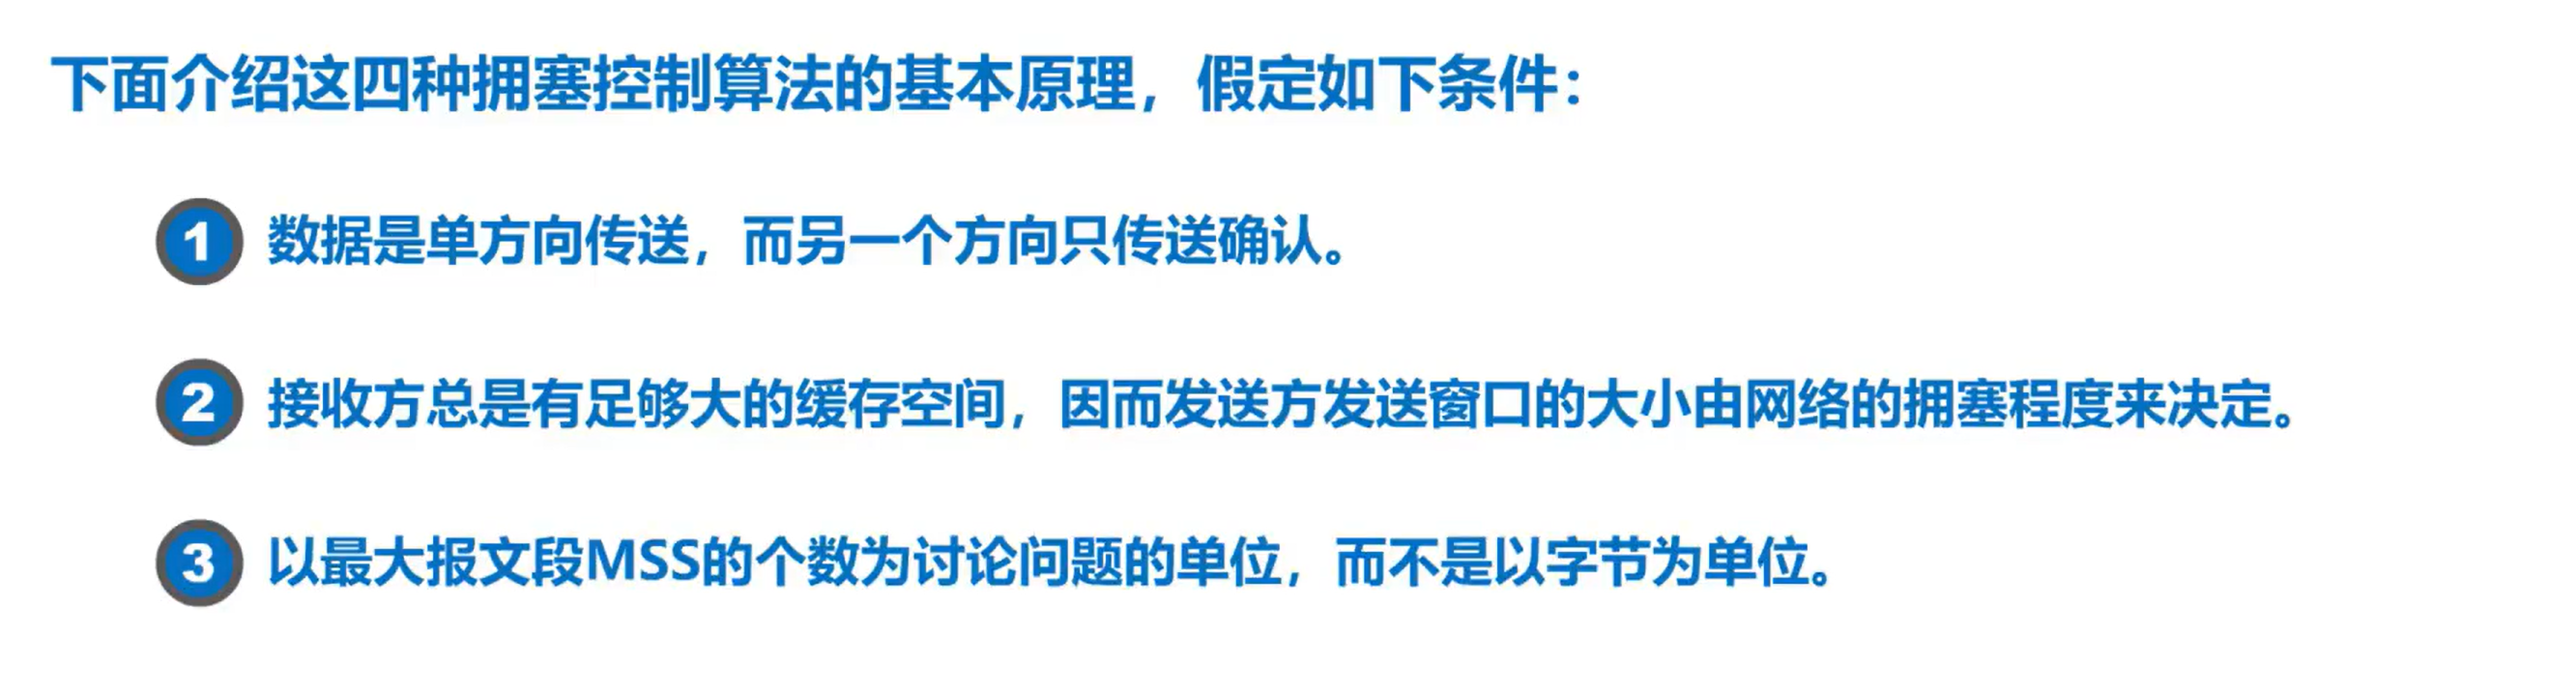 下面介绍这四种拥塞控制算法的基本原理，假定如下条件：
1 数据是单方向传送，而另一个方向只传送确认。
2 接收方总是有足够大的缓存空间，因而发送方发送窗口的大小由网络的拥塞程度来决定。
3 以最大报文段MSS的个数为讨论问题的单位，而不是以字节为单位。